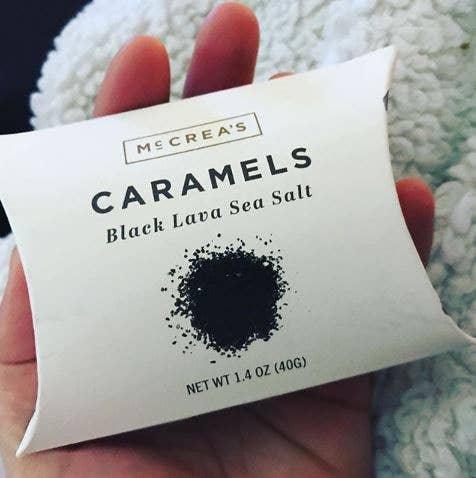 McCREA'S
CARAMELS
Black Lava Sea Salt
NET WT 1.4 OZ (40G)